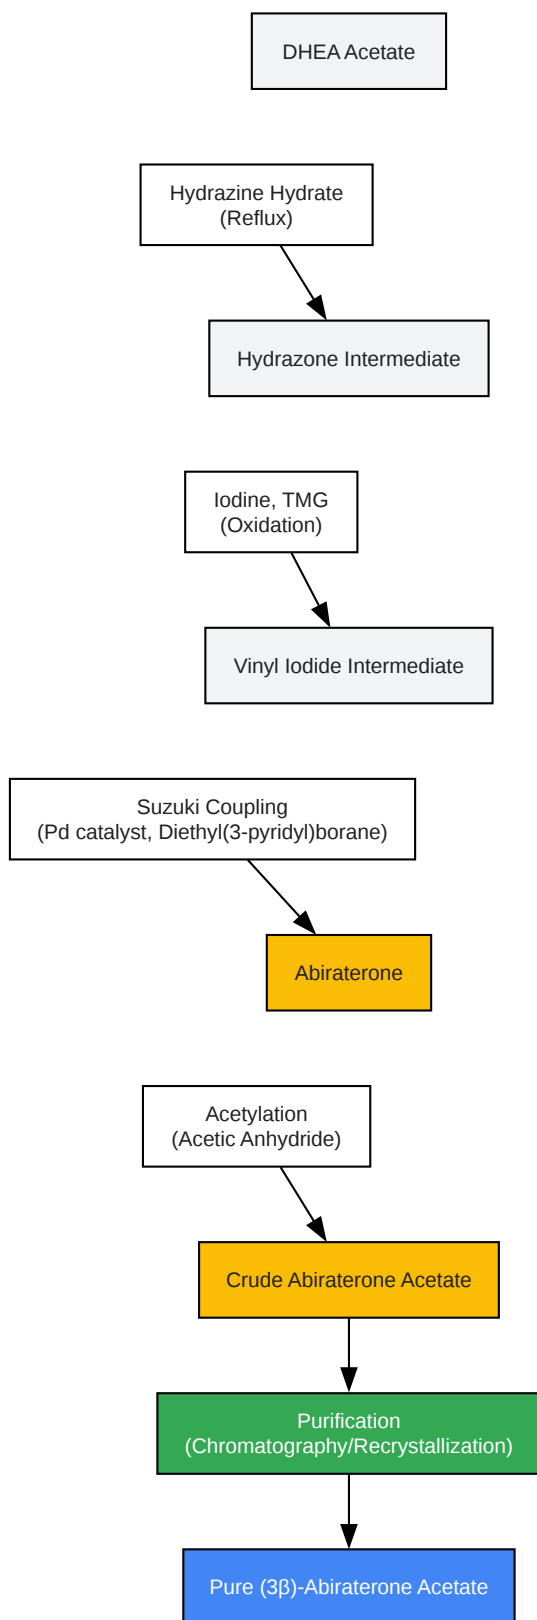 DHEA Acetate
Hydrazine Hydrate
(Reflux)
Hydrazone Intermediate
Iodine, TMG
(Oxidation)
Vinyl Iodide Intermediate
Suzuki Coupling
(Pd catalyst, Diethyl(3-pyridyl)borane)
Abiraterone
Acetylation
(Acetic Anhydride)
Crude Abiraterone Acetate
Purification
(Chromatography/Recrystallization)
Pure (3β)-Abiraterone Acetate